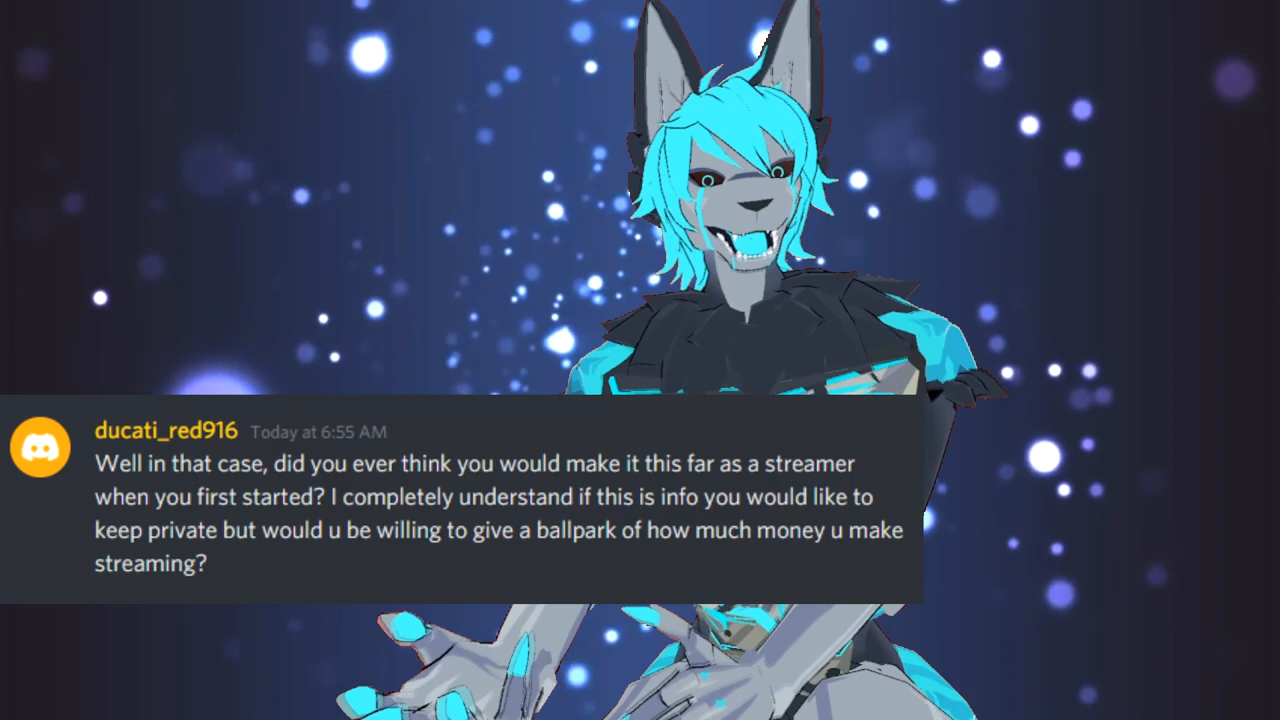 ducati_red916 Today at 6:55 AM
Well in that case, did you ever think you would make it this far as a streamer
when you first started? I completely understand if this is info you would like to
keep private but would u be willing to give a ballpark of how much money u make
streaming?